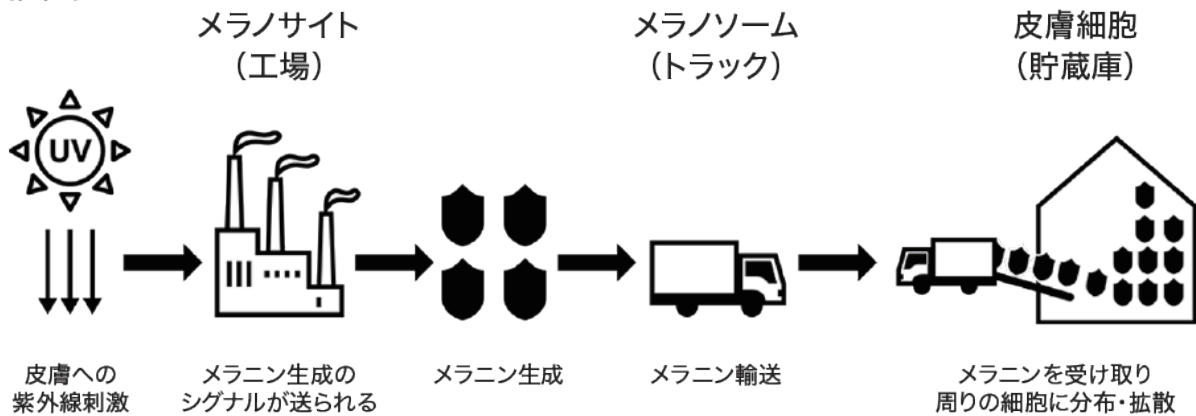 メラノサイト
（工場）
メラノソーム
（トラック）
皮膚細胞
（貯蔵庫）
UV
皮膚への
紫外線刺激
メラニン生成の
シグナルが送られる
メラニン生成
メラニン輸送
メラニンを受け取り
周りの細胞に分布・拡散